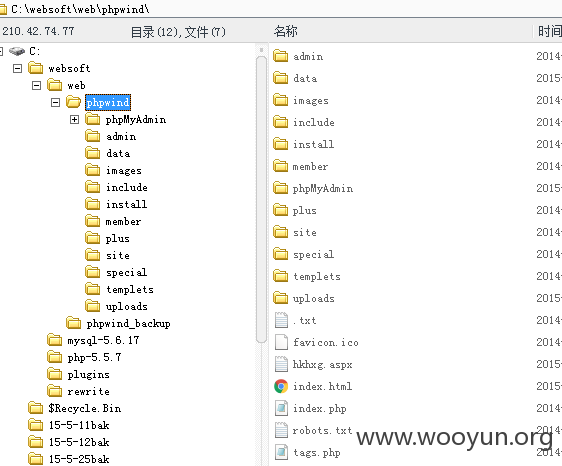 C:\websoft\web\phpwind\
210.42.74.77 目录(12),文件(7) 名称 时间
C:
websoft
web
phpwind
phpMyAdmin
admin
data
images
include
install
member
plus
site
special
templets
uploads
phpwind_backup
mysql-5.6.17
php-5.5.7
plugins
rewrite
$Recycle.Bin
15-5-11bak
15-5-12bak
15-5-25bak
admin 2014
data 2015
images 2014
include 2014
install 2014
member 2014
phpMyAdmin 2015
plus 2014
site 2014
special 2014
templets 2014
uploads 2015
.txt 2014
favicon.ico 2014
hkhxg.aspx 2015
index.html 2015
index.php 2014
robots.txt 2014
tags.php 2014
www.wooyun.org